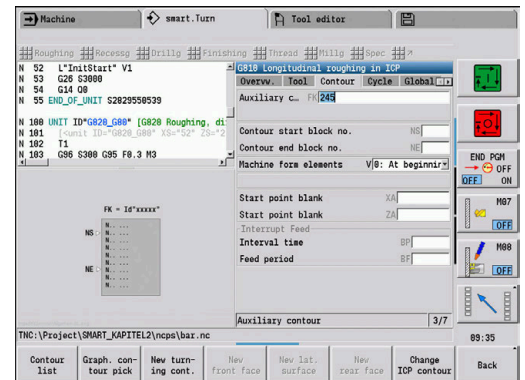 Machine
smart.Turn
Tool editor
Roughing Recessg Drillg Finishing Thread Millg Spec
N 52 L"InitStart" V1
N 53 G26 S3000
N 54 G14 Q0
N 55 END_OF_UNIT S2829550539
N 100 UNIT ID"G820_G80" [G820 Roughing, di
N 101 [<unit ID="G820_G80" XS="52" ZS="2
N 102 T1
N 103 G96 S300 G95 F0.3 M3
G810 Longitudinal roughing in ICP
Overvw. Tool Contour Cycle Global
Auxiliary c… FK 245
Contour start block no. NS
Contour end block no. NE
Machine form elements V 0: At beginnin
Start point blank XA
Start point blank ZA
Interrupt Feed
Interval time BP
Feed period BF
FK = Id"xxxxx"
N.. ...
NS N.. ...
N.. ...
N.. ...
N.. ...
NE N.. ...
N.. ...
N.. ...
Auxiliary contour 3/7
TNC:\Project\SMART_KAPITEL2\ncps\bar.nc
END PGM
OFF
OFF ON
M07
OFF
M08
OFF
09:35
Contour list
Graph. con-tour pick
New turn-ing cont.
New front face
New lat. surface
New rear face
Change ICP contour
Back